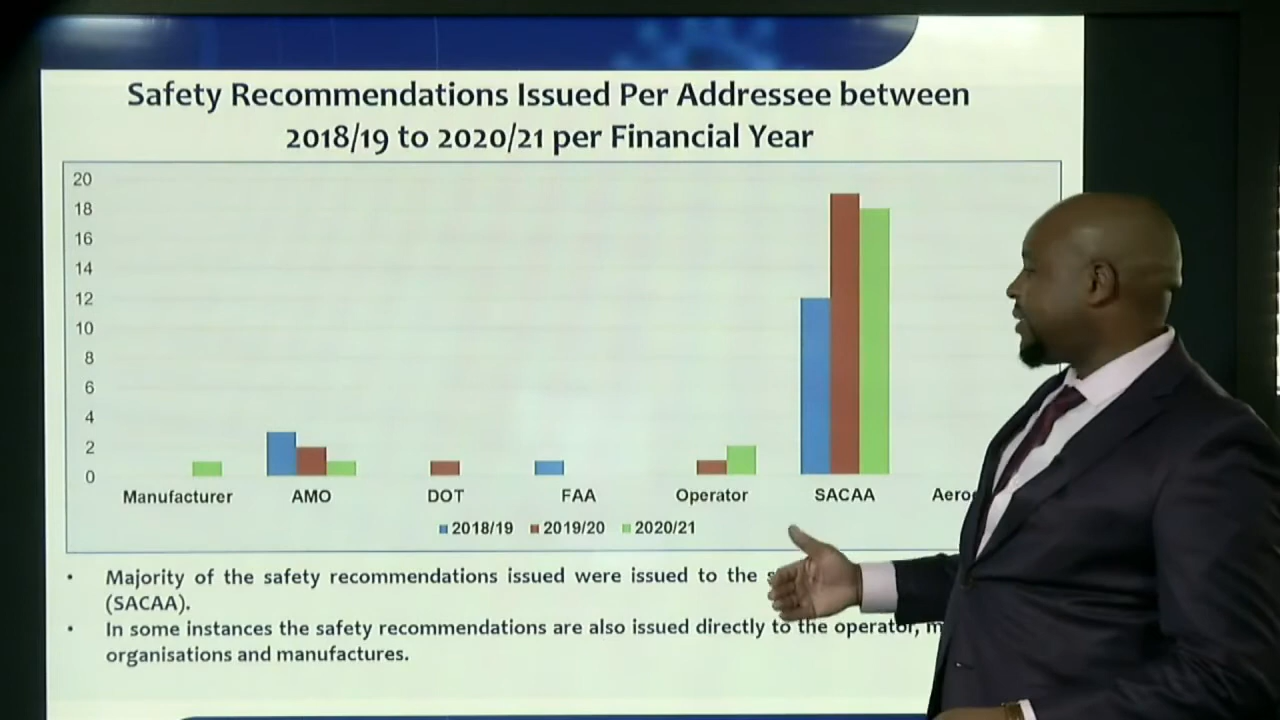 Safety Recommendations Issued Per Addressee between
2018/19 to 2020/21 per Financial Year
20
18
16
14
12
10
8
6
4
2
0
Manufacturer AMO DOT FAA Operator SACAA
2018/19 2019/20 2020/21
• Majority of the safety recommendations issued were issued to the
(SACAA).
• In some instances the safety recommendations are also issued directly to the operator,
organisations and manufactures.